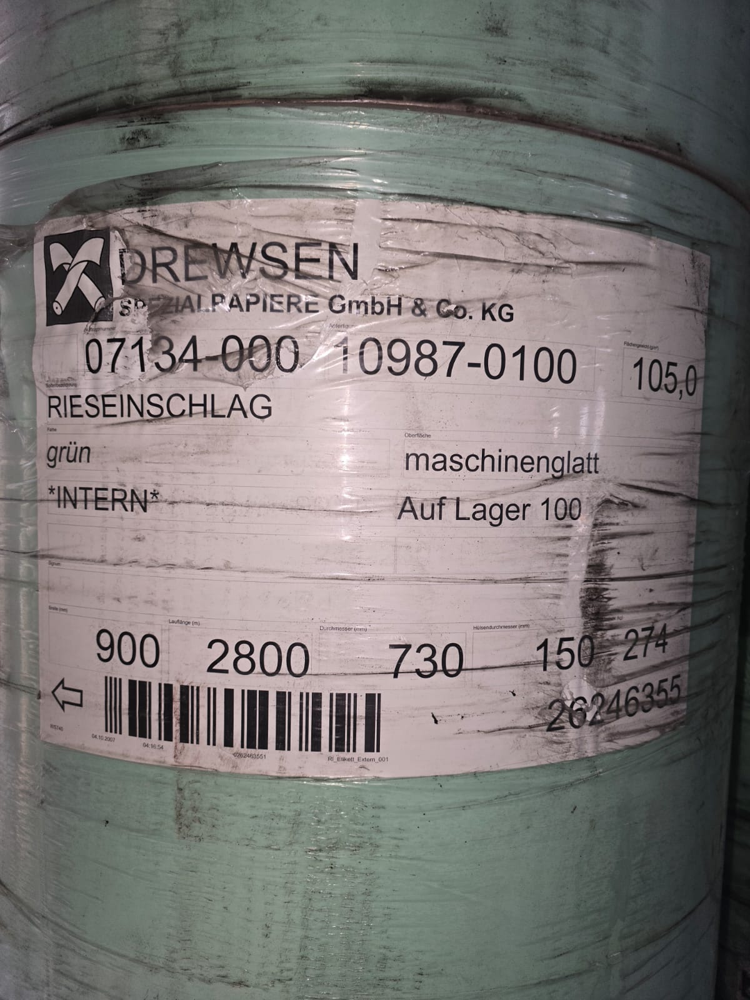 DREWSEN
SPEZIALPAPIERE GmbH & Co. KG
Auftragsnummer
Anfertigung
Flächengewicht (g/m²)
07134-000 10987-0100 105,0
Sortenbezeichnung
RIESEINSCHLAG
Farbe
Oberfläche
grün
maschinenglatt
*INTERN*
Auf Lager 100
Signum
Breite (mm)
Lauflänge (m)
Durchmesser (mm)
Hülsendurchmesser (mm)
(kg)
900 2800 730 150 274
26246355
WS740
04.10.2007
04:16:54
0262463551
RI_Etikett_Extern_001